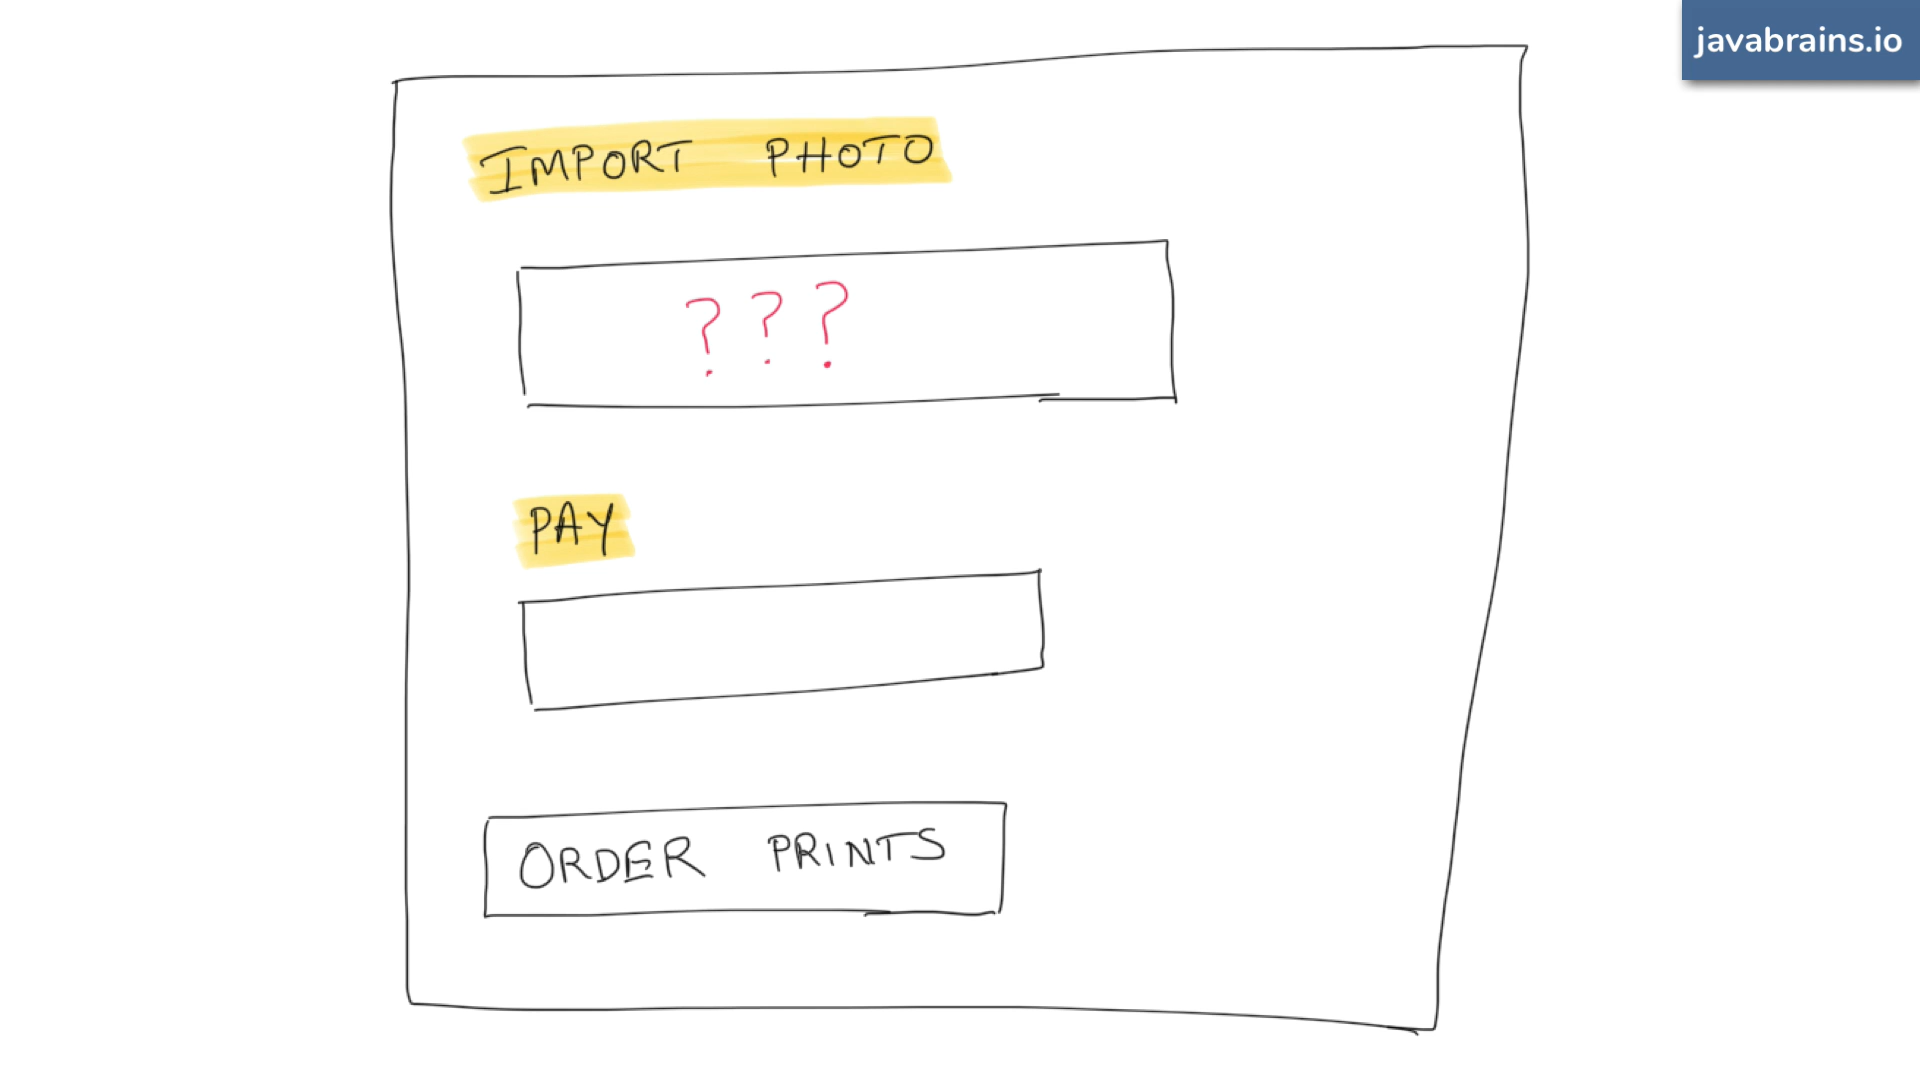 javabrains.io
IMPORT PHOTO
???
PAY
ORDER PRINTS